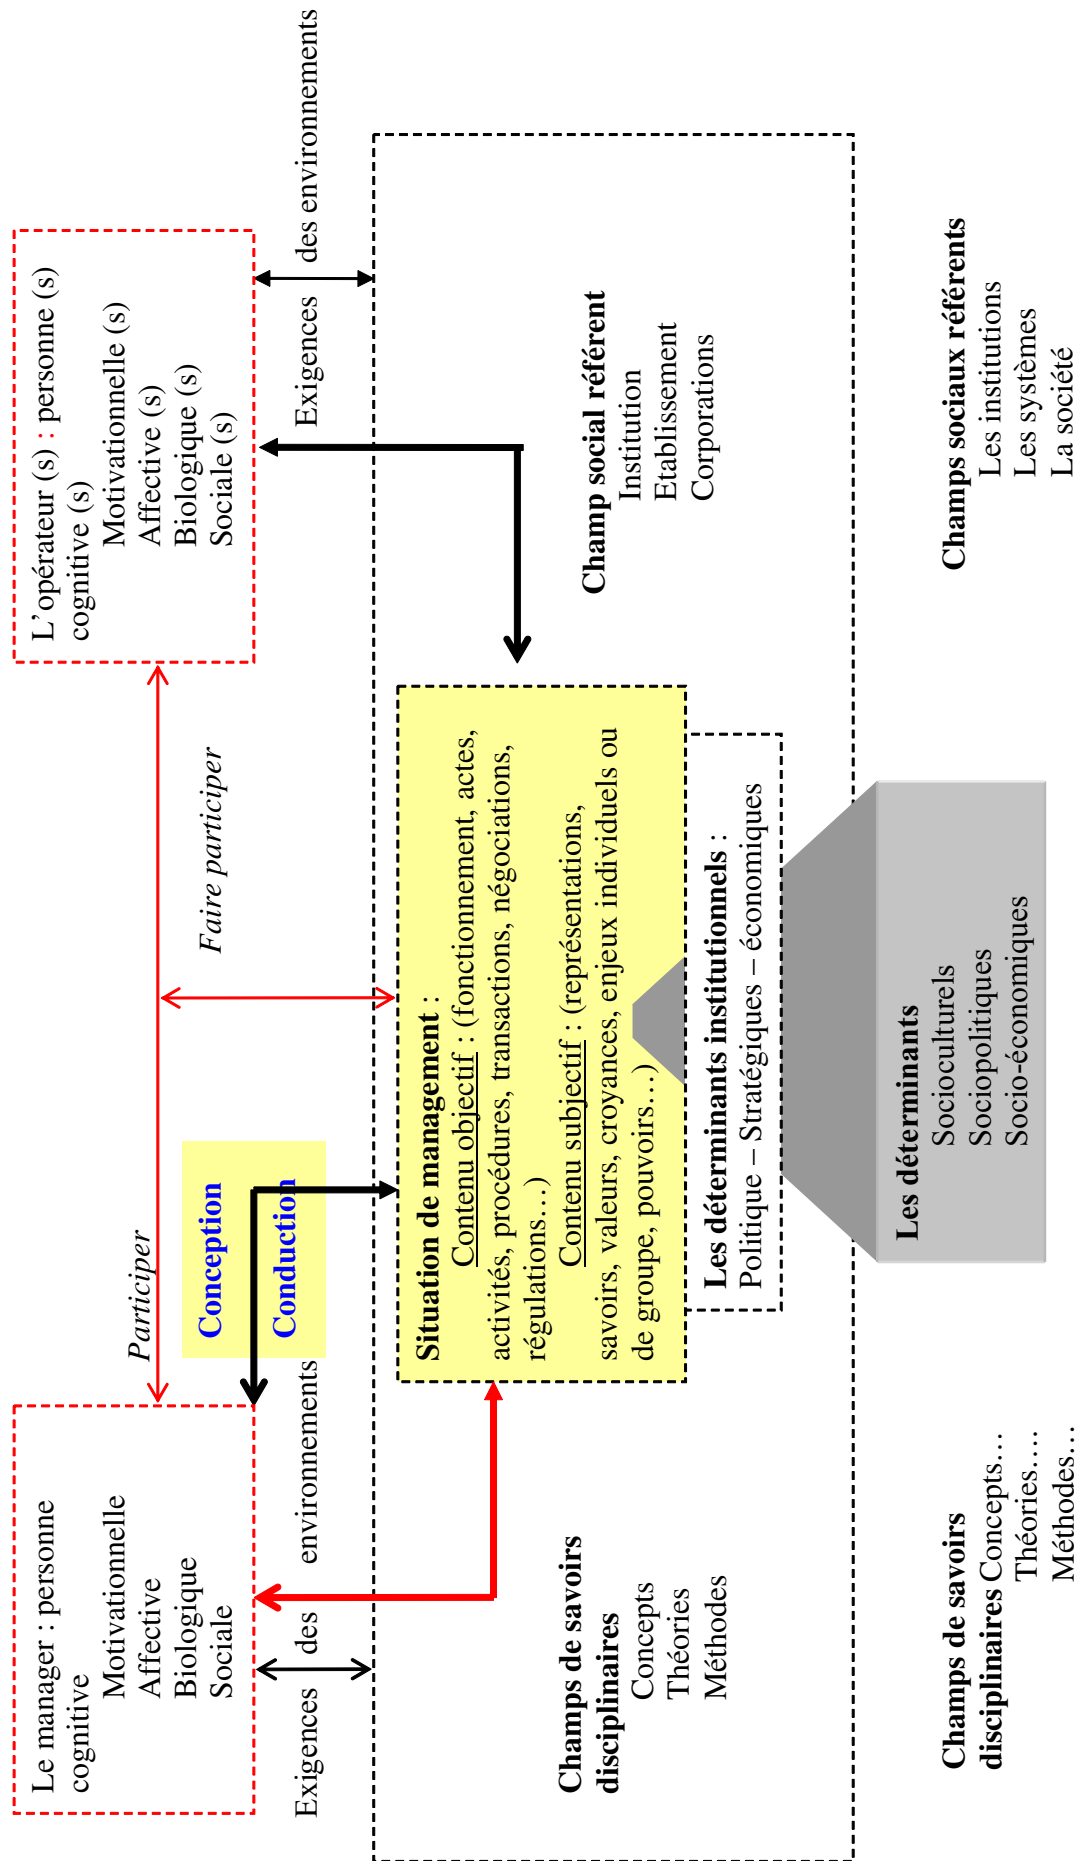 Le manager : personne
cognitive
Motivationnelle
Affective
Biologique
Sociale
Participer
Faire participer
L'opérateur (s) : personne (s)
cognitive (s)
Motivationnelle (s)
Affective (s)
Biologique (s)
Sociale (s)
Conception
Conduction
Exigences des environnements
Exigences des environnements
Situation de management :
Contenu objectif : (fonctionnement, actes,
activités, procédures, transactions, négociations,
régulations…)
Contenu subjectif : (représentations,
savoirs, valeurs, croyances, enjeux individuels ou
de groupe, pouvoirs…)
Champs de savoirs
disciplinaires
Concepts
Théories
Méthodes
Champ social référent
Institution
Etablissement
Corporations
Les déterminants institutionnels :
Politique – Stratégiques – économiques
Les déterminants
Socioculturels
Sociopolitiques
Socio-économiques
Champs de savoirs
disciplinaires Concepts…
Théories….
Méthodes…
Champs sociaux référents
Les institutions
Les systèmes
La société